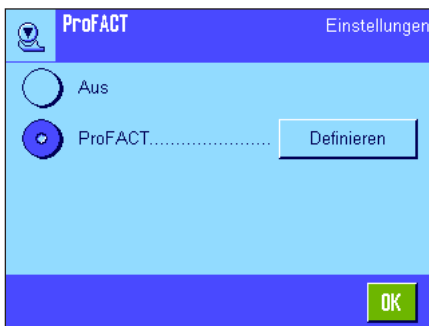 ProFACT Einstellungen
Aus
ProFACT....................... Definieren
OK